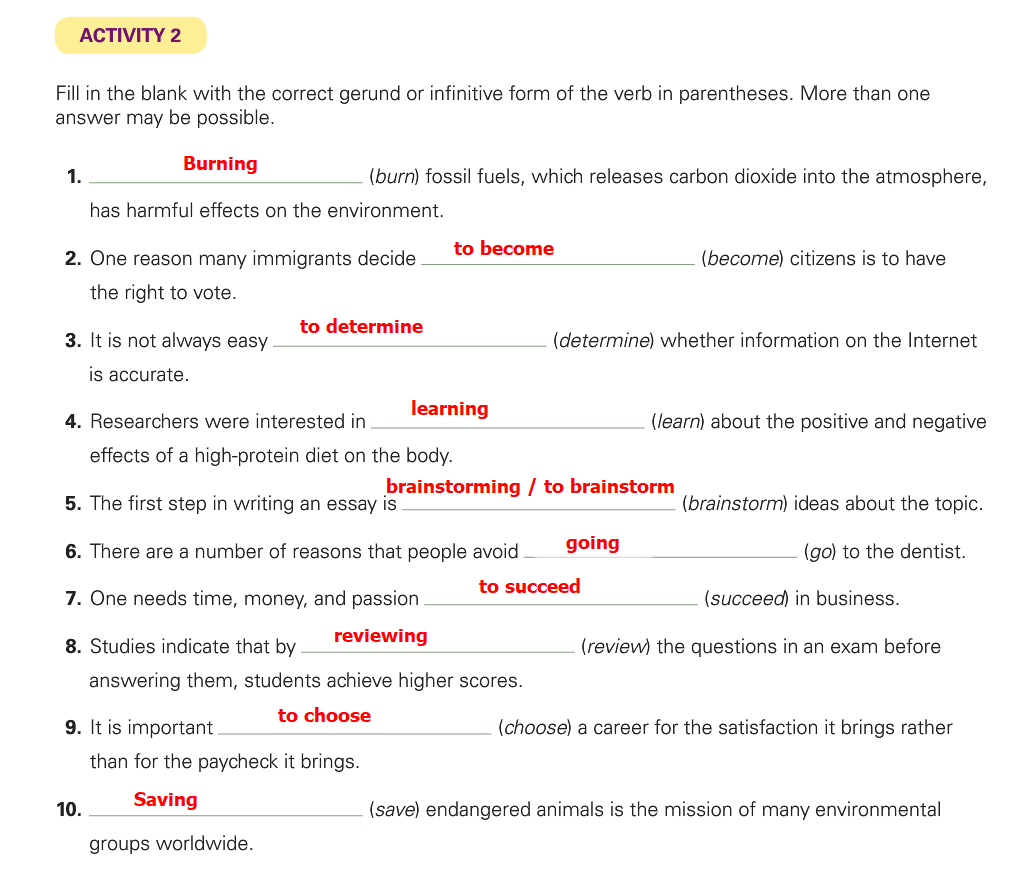 ACTIVITY 2
Fill in the blank with the correct gerund or infinitive form of the verb in parentheses. More than one
answer may be possible.
1. Burning (burn) fossil fuels, which releases carbon dioxide into the atmosphere,
has harmful effects on the environment.
2. One reason many immigrants decide to become (become) citizens is to have
the right to vote.
3. It is not always easy to determine (determine) whether information on the Internet
is accurate.
4. Researchers were interested in learning (learn) about the positive and negative
effects of a high-protein diet on the body.
5. The first step in writing an essay is brainstorming / to brainstorm (brainstorm) ideas about the topic.
6. There are a number of reasons that people avoid going (go) to the dentist.
7. One needs time, money, and passion to succeed (succeed) in business.
8. Studies indicate that by reviewing (review) the questions in an exam before
answering them, students achieve higher scores.
9. It is important to choose (choose) a career for the satisfaction it brings rather
than for the paycheck it brings.
10. Saving (save) endangered animals is the mission of many environmental
groups worldwide.